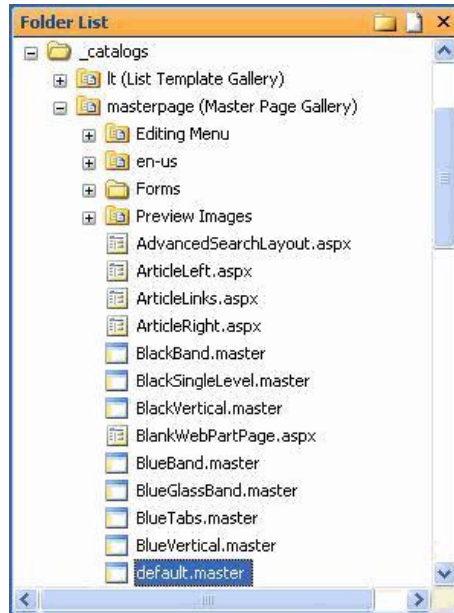 Folder List
_catalogs
lt (List Template Gallery)
masterpage (Master Page Gallery)
Editing Menu
en-us
Forms
Preview Images
AdvancedSearchLayout.aspx
ArticleLeft.aspx
ArticleLinks.aspx
ArticleRight.aspx
BlackBand.master
BlackSingleLevel.master
BlackVertical.master
BlankWebPartPage.aspx
BlueBand.master
BlueGlassBand.master
BlueTabs.master
BlueVertical.master
default.master